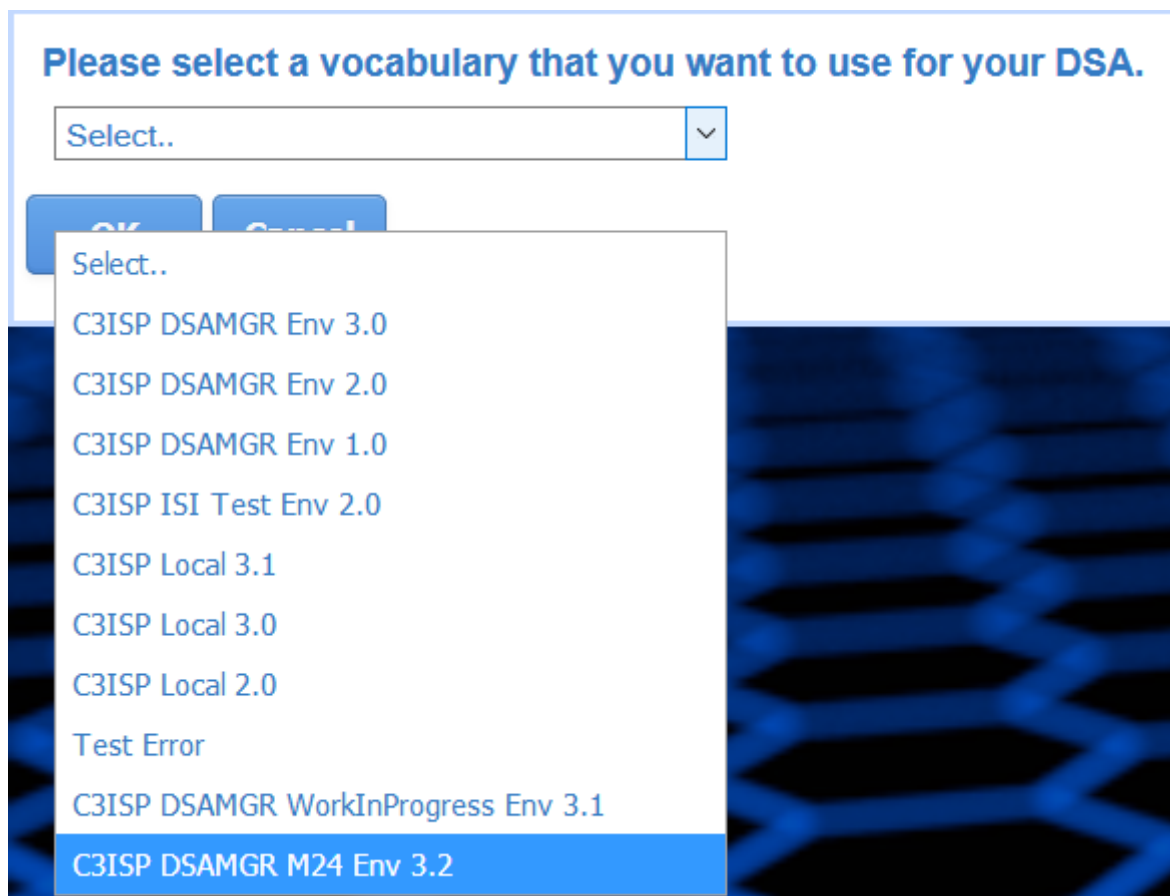 Please select a vocabulary that you want to use for your DSA.
Select..
OK Cancel
Select..
C3ISP DSAMGR Env 3.0
C3ISP DSAMGR Env 2.0
C3ISP DSAMGR Env 1.0
C3ISP ISI Test Env 2.0
C3ISP Local 3.1
C3ISP Local 3.0
C3ISP Local 2.0
Test Error
C3ISP DSAMGR WorkInProgress Env 3.1
C3ISP DSAMGR M24 Env 3.2